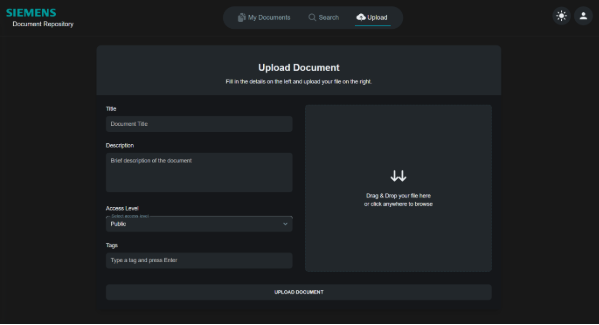 SIEMENS
Document Repository
My Documents
Search
Upload
Upload Document
Fill in the details on the left and upload your file on the right.
Title
Document Title
Description
Brief description of the document
Access Level
Select access level
Public
Tags
Type a tag and press Enter
Drag & Drop your file here
or click anywhere to browse
UPLOAD DOCUMENT